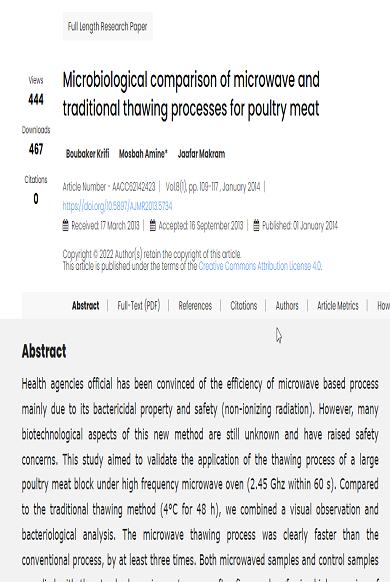 Full Length Research Paper
Views
444
Downloads
467
Citations
0
Microbiological comparison of microwave and
traditional thawing processes for poultry meat
Boubaker Krifi Mosbah Amine* Jaafar Makram
Article Number - AACC62142423 | Vol.8(1), pp. 109-117 , January 2014 |
https://doi.org/10.5897/AJMR2013.5734
Received: 17 March 2013 | Accepted: 16 September 2013 | Published: 01 January 2014
Copyright © 2022 Author(s) retain the copyright of this article.
This article is published under the terms of the Creative Commons Attribution License 4.0.
Abstract | Full-Text (PDF) | References | Citations | Authors | Article Metrics | How
Abstract
Health agencies official has been convinced of the efficiency of microwave based process
mainly due to its bactericidal property and safety (non-ionizing radiation). However, many
biotechnological aspects of this new method are still unknown and have raised safety
concerns. This study aimed to validate the application of the thawing process of a large
poultry meat block under high frequency microwave oven (2.45 Ghz within 60 s). Compared
to the traditional thawing method (4°C for 48 h), we combined a visual observation and
bacteriological analysis. The microwave thawing process was clearly faster than the
conventional process, by at least three times. Both microwaved samples and control samples